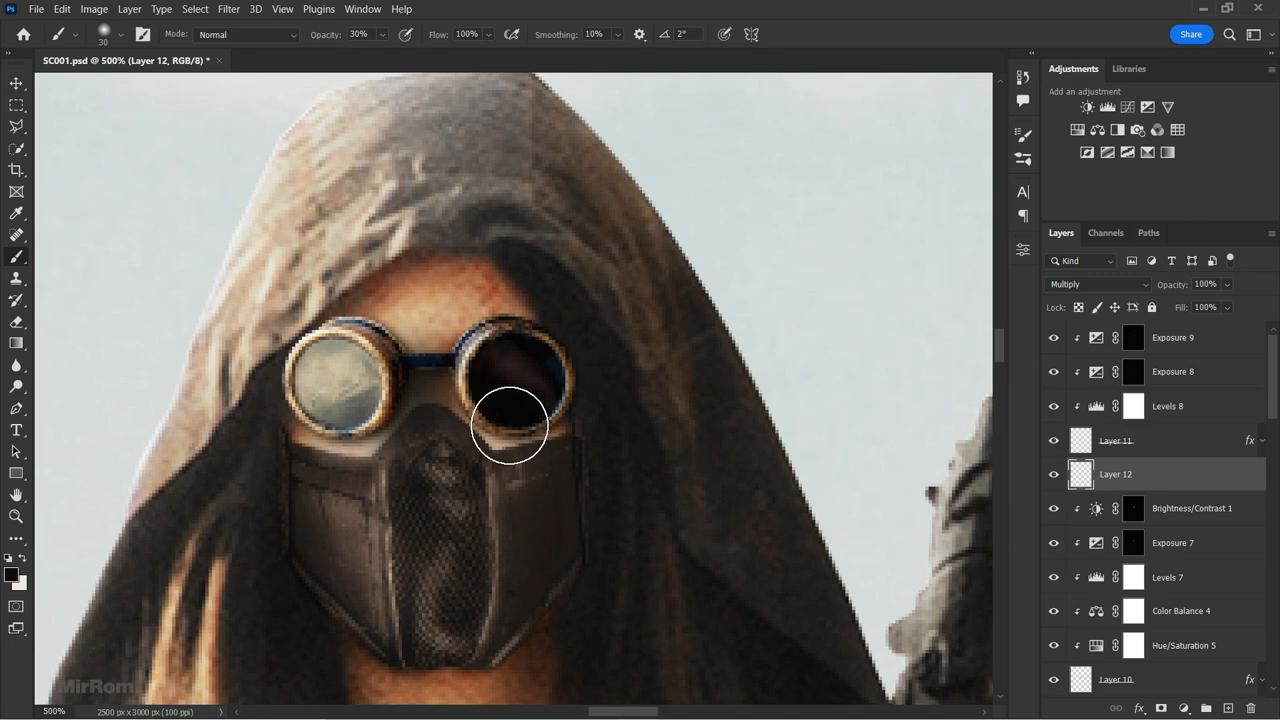 Ps File Edit Image Layer Type Select Filter 3D View Plugins Window Help
30 Mode: Normal Opacity: 30% Flow: 100% Smoothing: 10% 2° Share
SC001.psd @ 500% (Layer 12, RGB/8) *
Adjustments Libraries
Add an adjustment
Layers Channels Paths
Kind
Multiply Opacity: 100%
Lock: Fill: 100%
Exposure 9
Exposure 8
Levels 8
Layer 11 fx
Layer 12
Brightness/Contrast 1
Exposure 7
Levels 7
Color Balance 4
Hue/Saturation 5
Layer 10 fx
500% 2500 px x 3000 px (100 ppi)